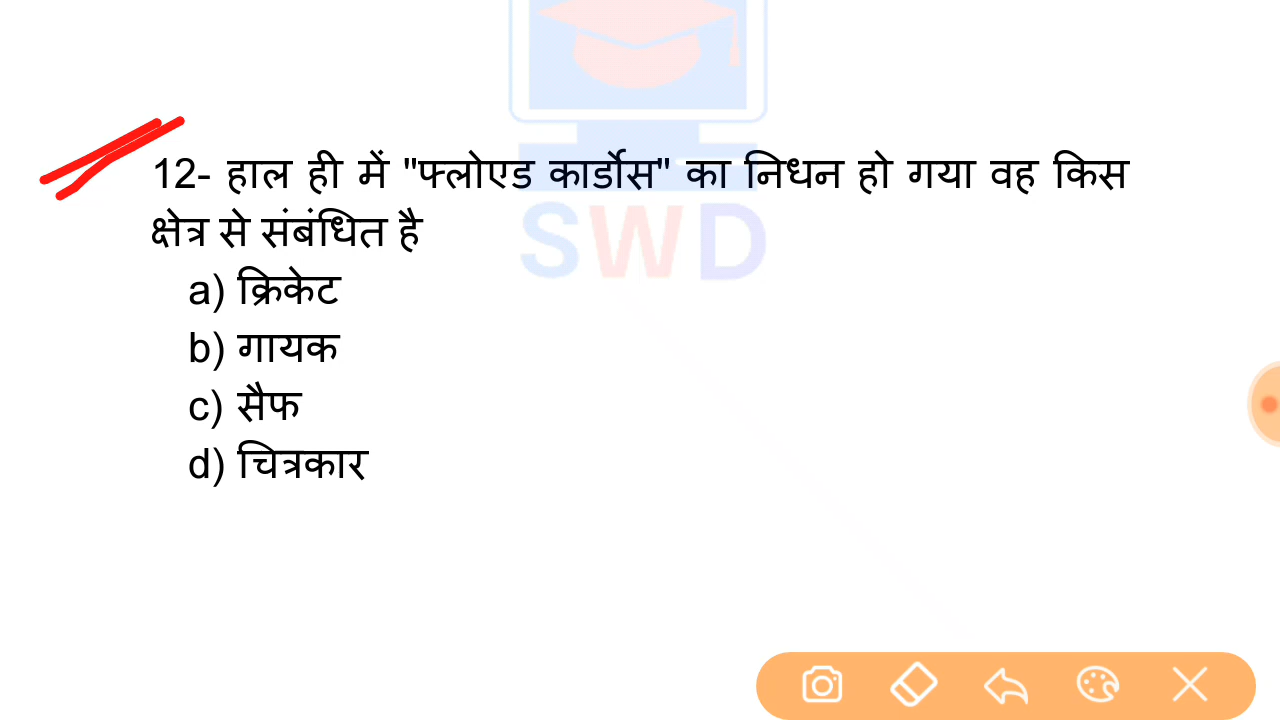 12- हाल ही में "फ्लोएड कार्डोस" का निधन हो गया वह किस
क्षेत्र से संबंधित है
a) क्रिकेट
b) गायक
c) सैफ
d) चित्रकार
SWD